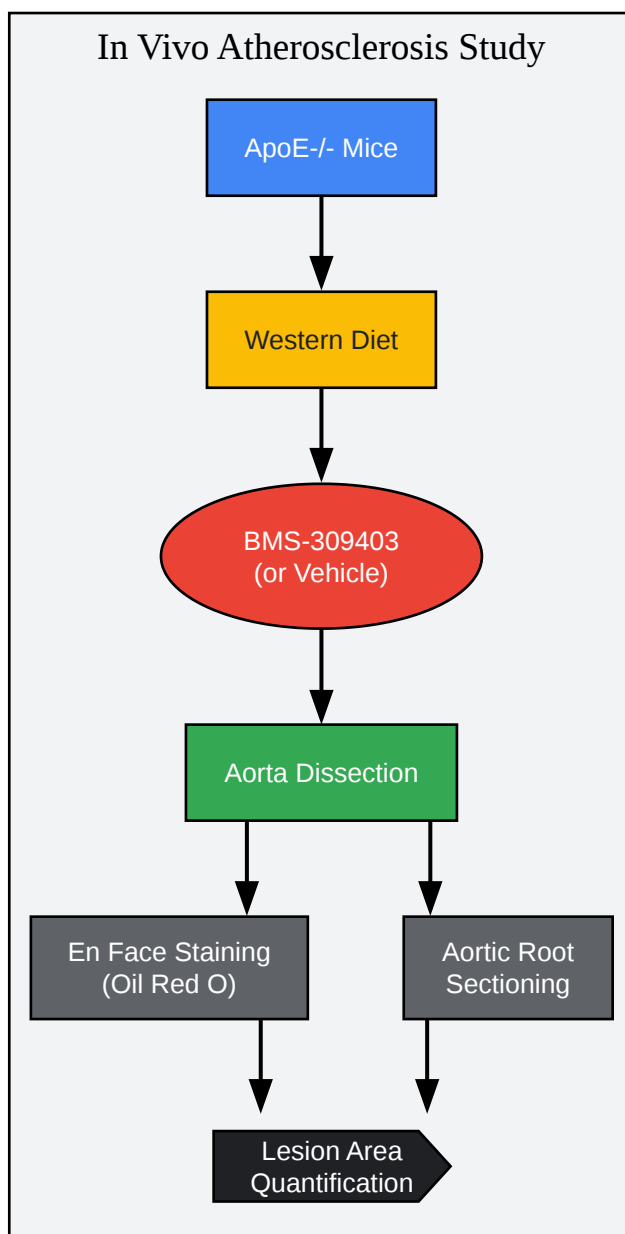 In Vivo Atherosclerosis Study
ApoE-/- Mice
Western Diet
BMS-309403
(or Vehicle)
Aorta Dissection
En Face Staining
(Oil Red O)
Aortic Root
Sectioning
Lesion Area
Quantification